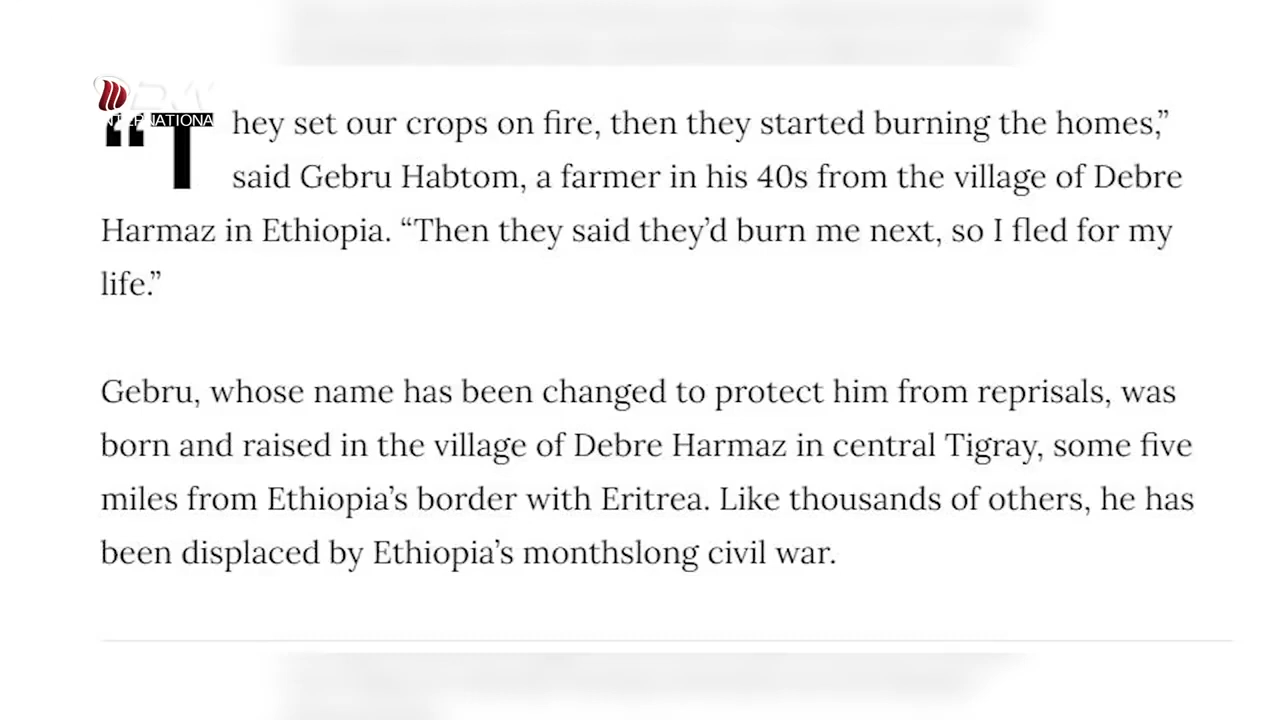 INTERNATIONA
“They set our crops on fire, then they started burning the homes,”
said Gebru Habtom, a farmer in his 40s from the village of Debre
Harmaz in Ethiopia. “Then they said they’d burn me next, so I fled for my
life.”
Gebru, whose name has been changed to protect him from reprisals, was
born and raised in the village of Debre Harmaz in central Tigray, some five
miles from Ethiopia’s border with Eritrea. Like thousands of others, he has
been displaced by Ethiopia’s monthslong civil war.